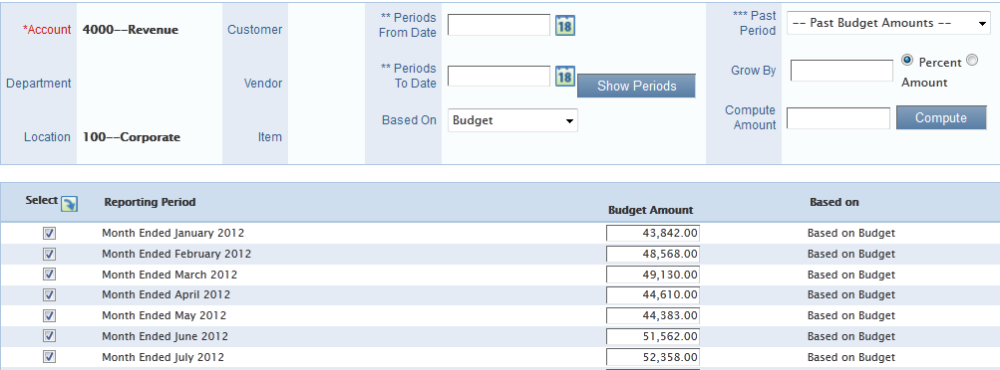 *Account 4000--Revenue Customer ** Periods From Date 18 *** Past Period -- Past Budget Amounts --
Department Vendor ** Periods To Date 18 Show Periods Grow By Percent Amount
Location 100--Corporate Item Based On Budget Compute Amount Compute
Select Reporting Period Budget Amount Based on
Month Ended January 2012 43,842.00 Based on Budget
Month Ended February 2012 48,568.00 Based on Budget
Month Ended March 2012 49,130.00 Based on Budget
Month Ended April 2012 44,610.00 Based on Budget
Month Ended May 2012 44,383.00 Based on Budget
Month Ended June 2012 51,562.00 Based on Budget
Month Ended July 2012 52,358.00 Based on Budget